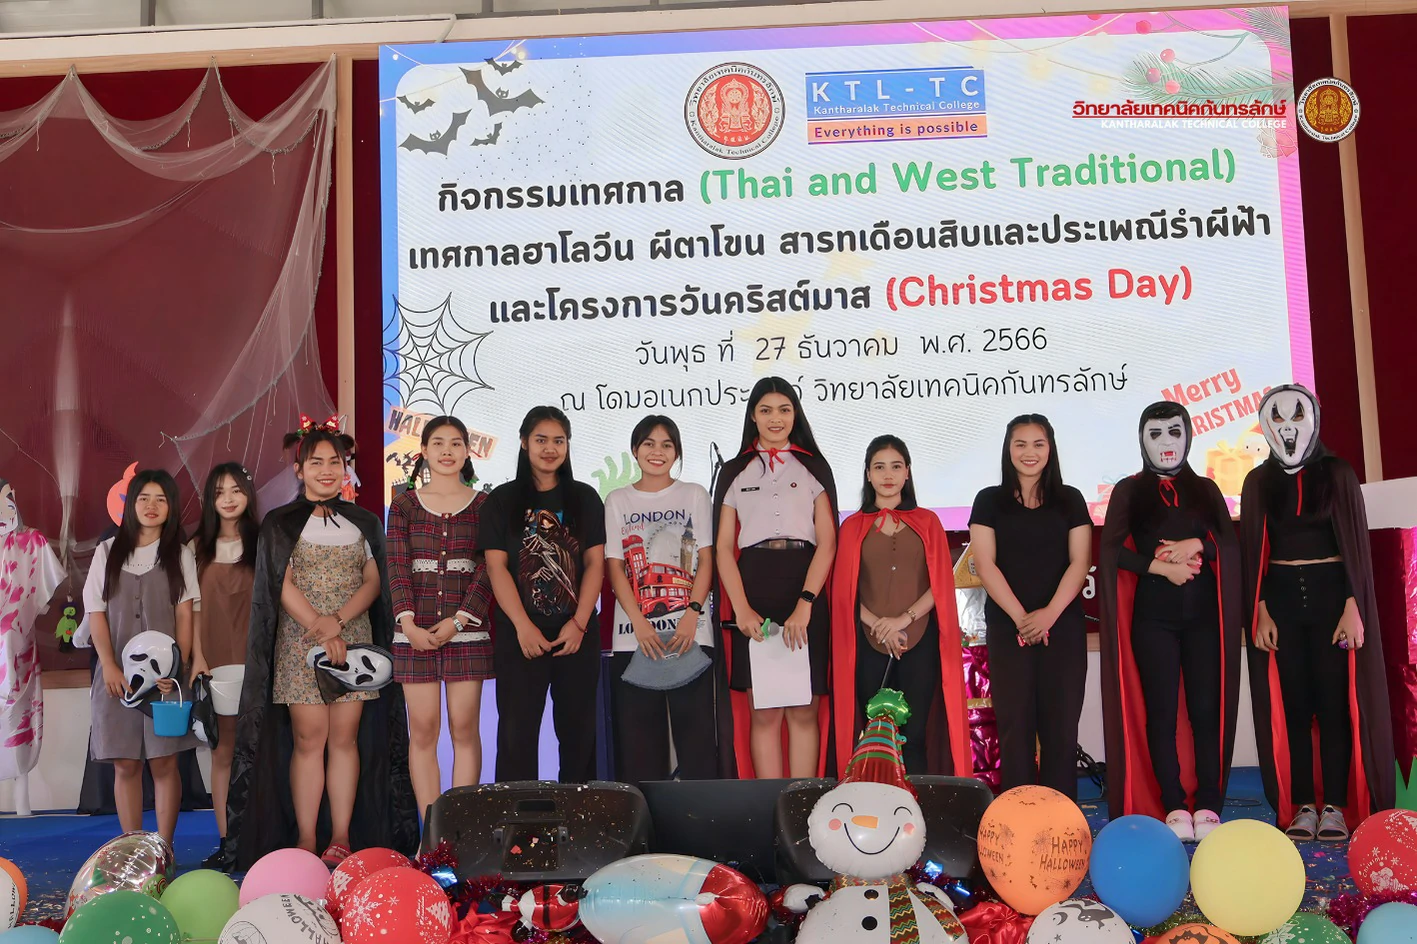 KTL-TC
Kantharalak Technical College
Everything is possible
วิทยาลัยเทคนิคกันทรลักษ์
KANTHARALAK TECHNICAL COLLEGE
กิจกรรมเทศกาล (Thai and West Traditional)
เทศกาลฮาโลวีน ผีตาโขน สารทเดือนสิบและประเพณีรำผีฟ้า
และโครงการวันคริสต์มาส (Christmas Day)
วันพุธ ที่ 27 ธันวาคม พ.ศ. 2566
ณ โดมอเนกประ วิทยาลัยเทคนิคกันทรลักษ์
Merry
HALLOWEEN
LONDON
HAPPY
HALLOWEEN
HAPPY
HALLOWEEN